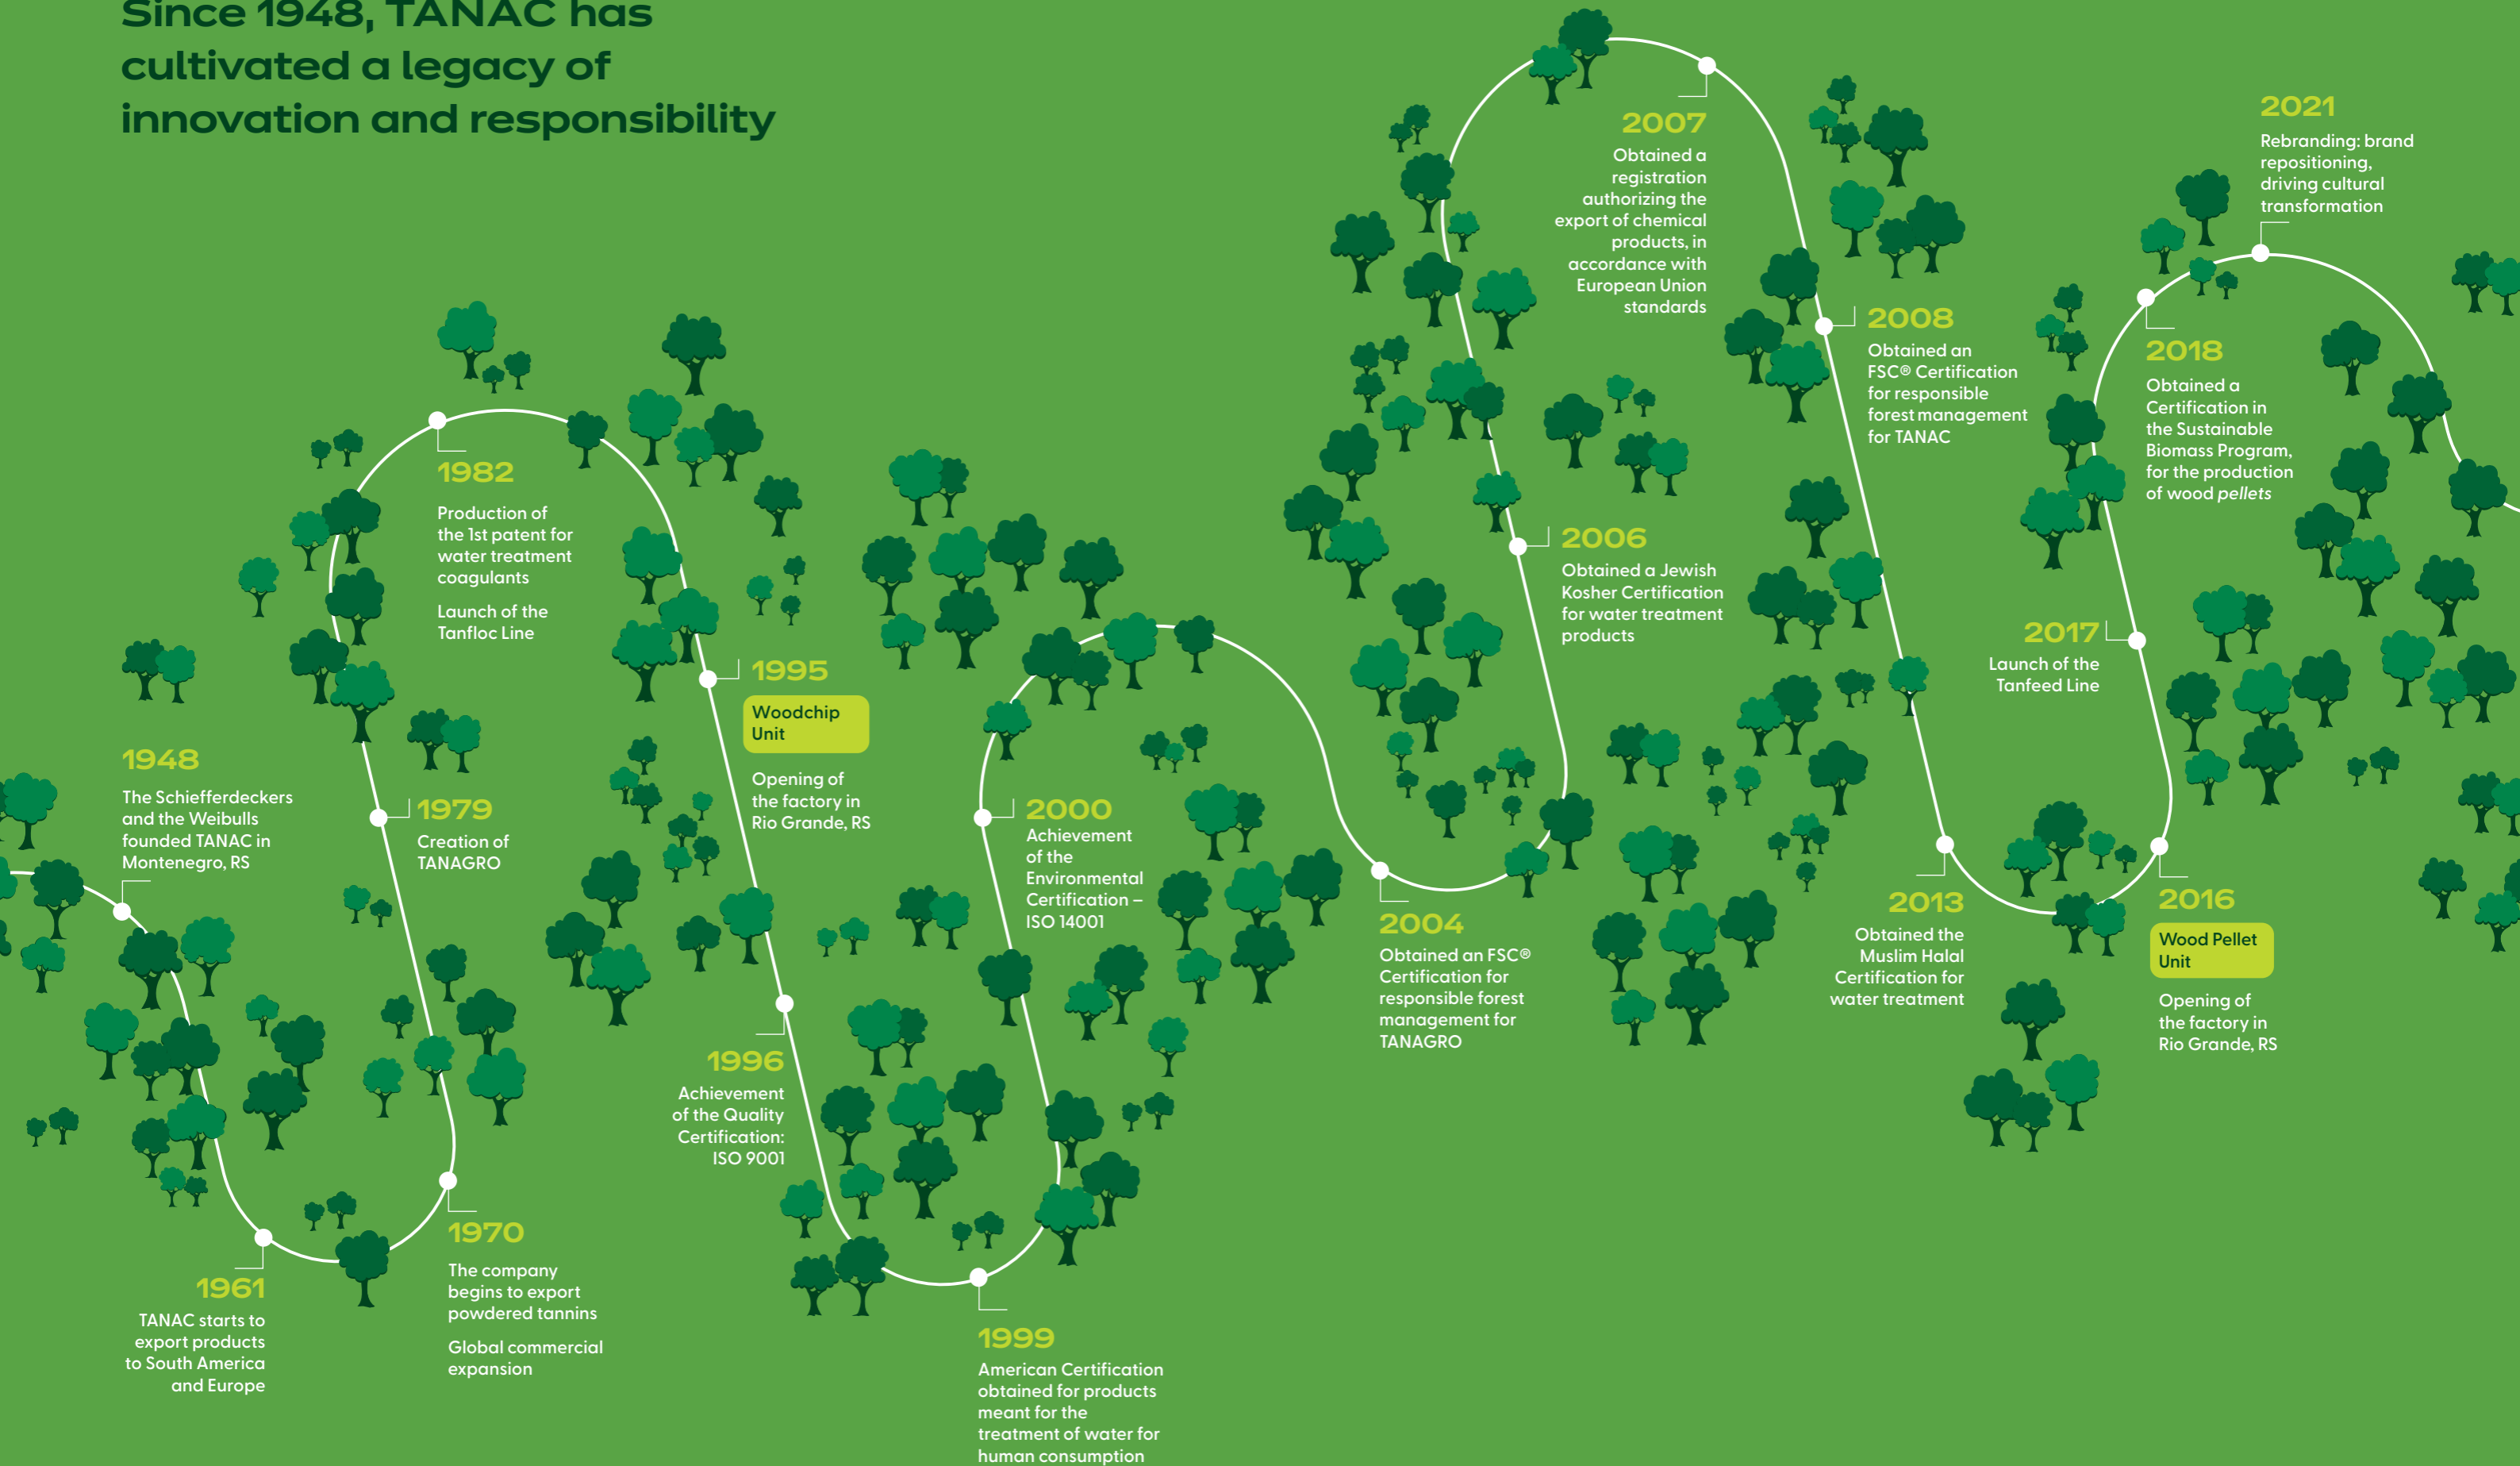 Since 1948, TANAC has
cultivated a legacy of
innovation and responsibility
1948
The Schiefferdeckers
and the Weibulls
founded TANAC in
Montenegro, RS
1961
TANAC starts to
export products
to South America
and Europe
1970
The company
begins to export
powdered tannins
Global commercial
expansion
1979
Creation of
TANAGRO
1982
Production of
the 1st patent for
water treatment
coagulants
Launch of the
Tanfloc Line
1995
Woodchip
Unit
Opening of
the factory in
Rio Grande, RS
1996
Achievement
of the Quality
Certification:
ISO 9001
1999
American Certification
obtained for products
meant for the
treatment of water for
human consumption
2000
Achievement
of the
Environmental
Certification –
ISO 14001
2004
Obtained an FSC®
Certification for
responsible forest
management for
TANAGRO
2006
Obtained a Jewish
Kosher Certification
for water treatment
products
2007
Obtained a
registration
authorizing the
export of chemical
products, in
accordance with
European Union
standards
2008
Obtained an
FSC® Certification
for responsible
forest management
for TANAC
2013
Obtained the
Muslim Halal
Certification for
water treatment
2016
Wood Pellet
Unit
Opening of
the factory in
Rio Grande, RS
2017
Launch of the
Tanfeed Line
2018
Obtained a
Certification in
the Sustainable
Biomass Program,
for the production
of wood pellets
2021
Rebranding: brand
repositioning,
driving cultural
transformation